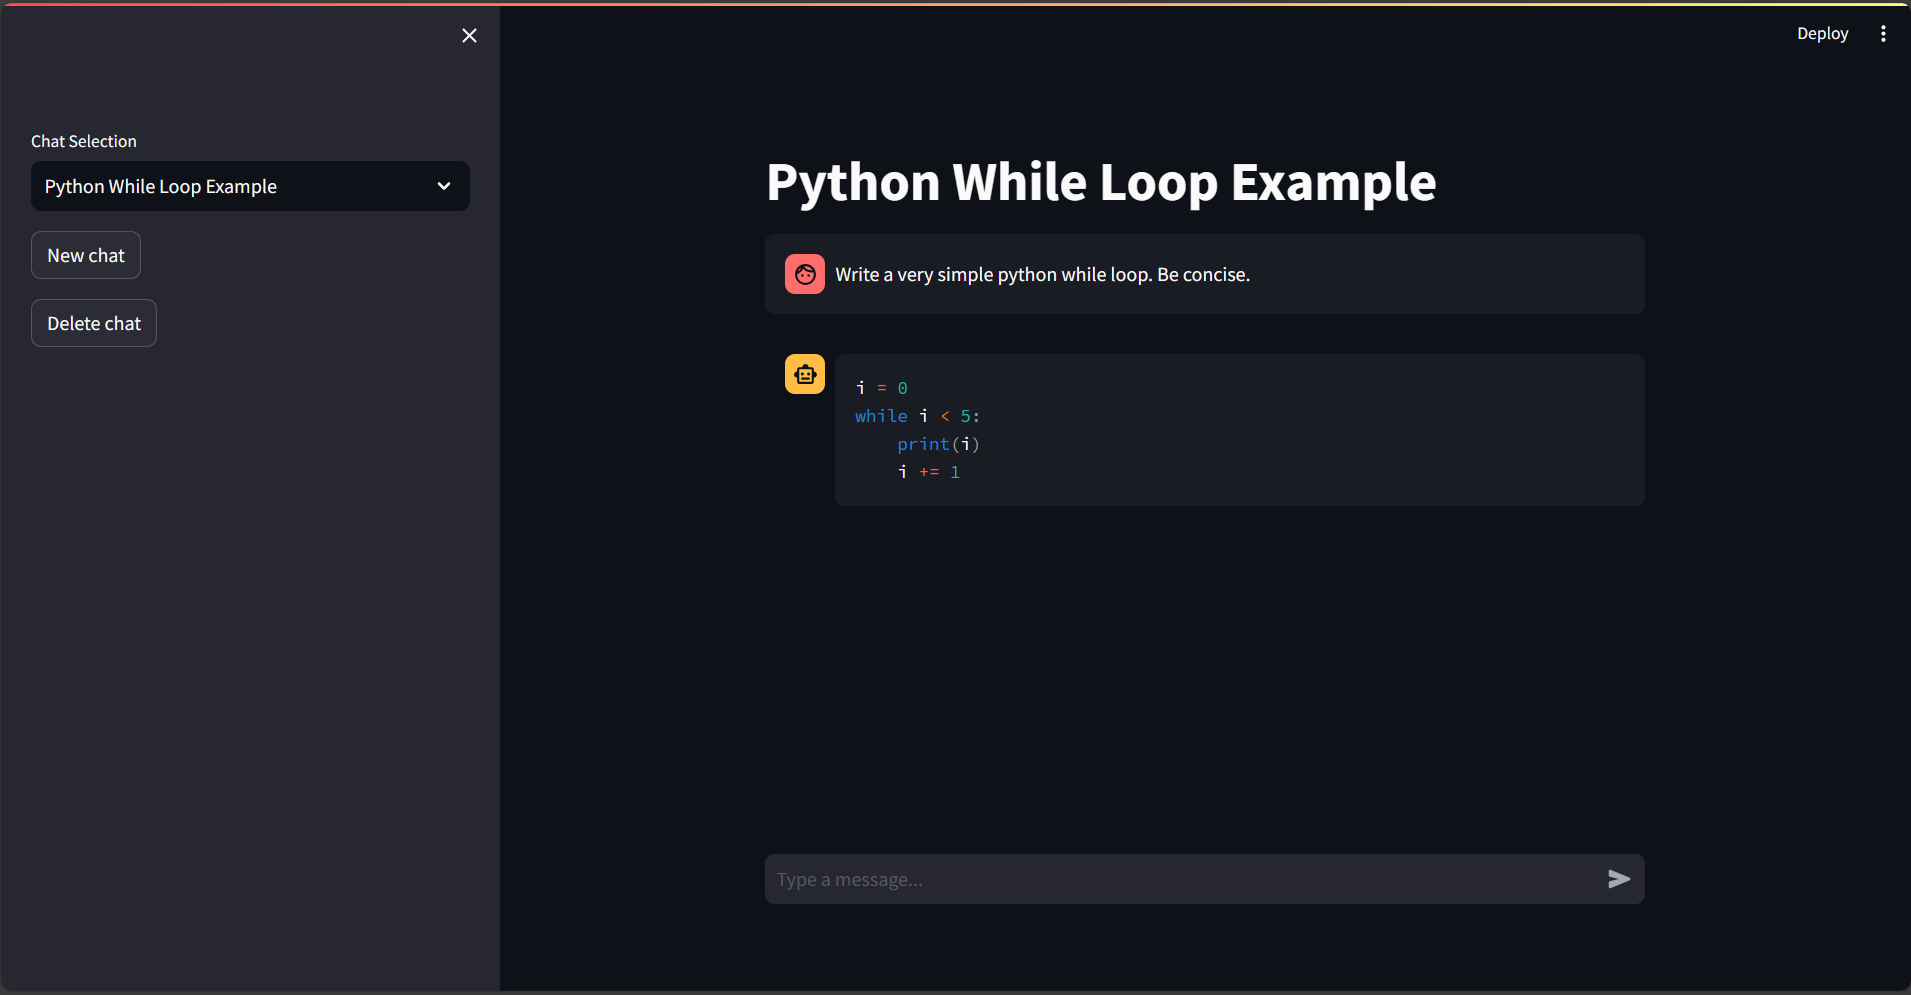 Deploy
Chat Selection
Python While Loop Example
New chat
Delete chat
Python While Loop Example
Write a very simple python while loop. Be concise.
i = 0
while i < 5:
    print(i)
    i += 1
Type a message...